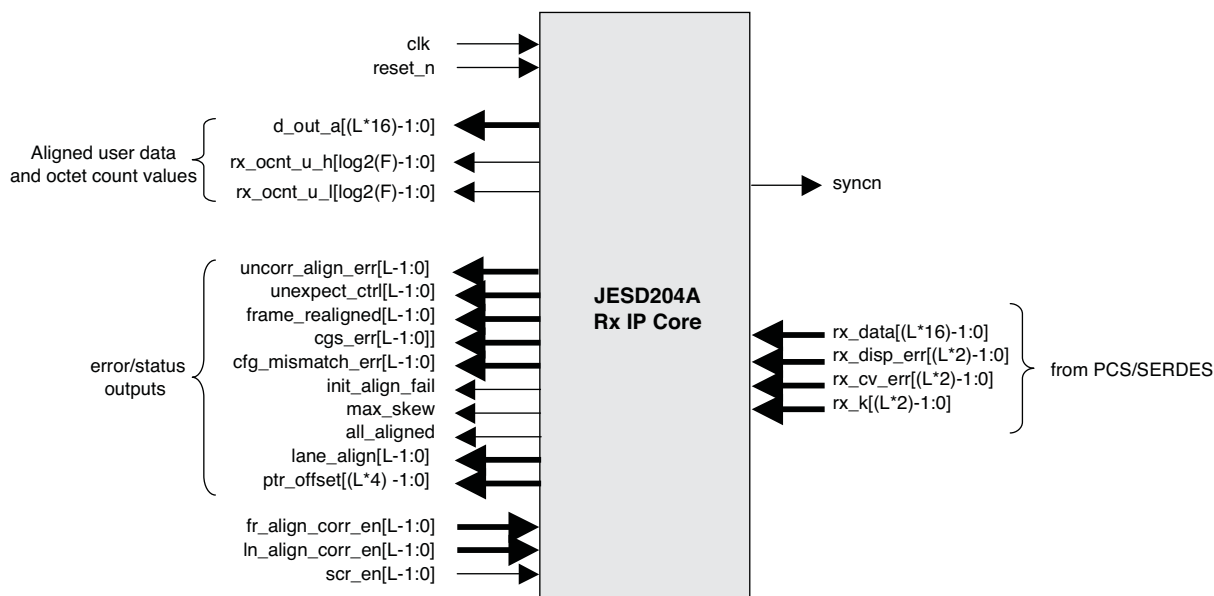 clk
reset_n
Aligned user data
and octet count values
d_out_a[(L*16)-1:0]
rx_ocnt_u_h[log2(F)-1:0]
rx_ocnt_u_l[log2(F)-1:0]
syncn
error/status
outputs
uncorr_align_err[L-1:0]
unexpect_ctrl[L-1:0]
frame_realigned[L-1:0]
cgs_err[L-1:0]]
cfg_mismatch_err[L-1:0]
init_align_fail
max_skew
all_aligned
lane_align[L-1:0]
ptr_offset[(L*4) -1:0]
JESD204A
Rx IP Core
rx_data[(L*16)-1:0]
rx_disp_err[(L*2)-1:0]
rx_cv_err[(L*2)-1:0]
rx_k[(L*2)-1:0]
from PCS/SERDES
fr_align_corr_en[L-1:0]
ln_align_corr_en[L-1:0]
scr_en[L-1:0]